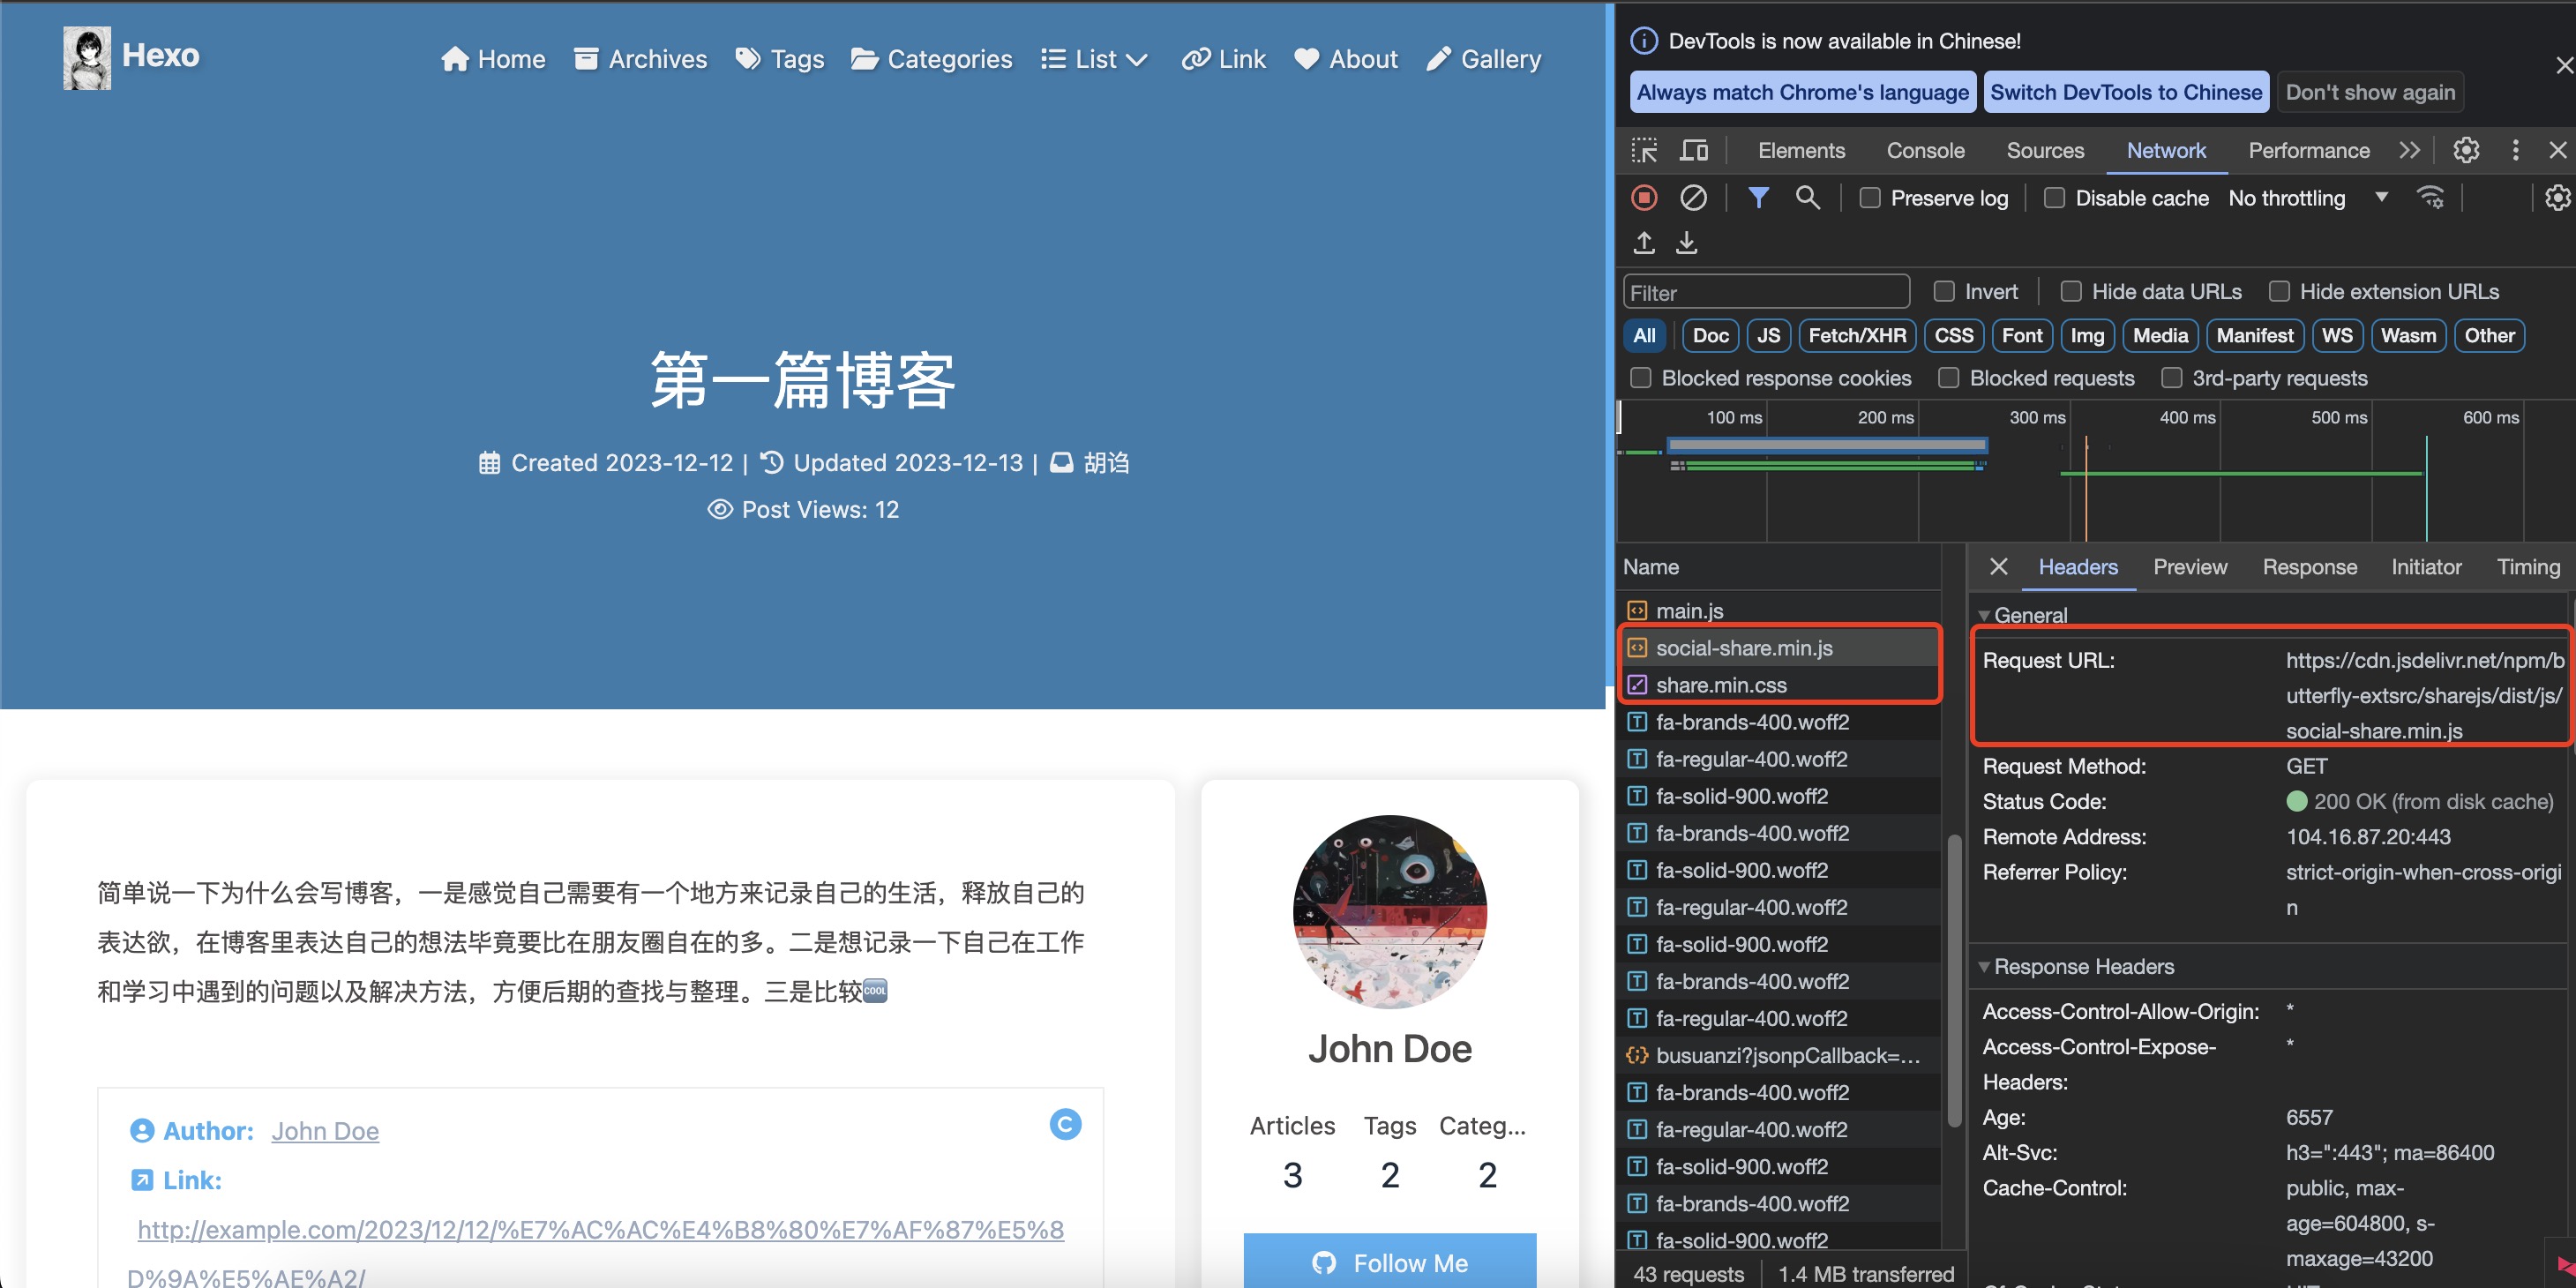 Hexo
Home Archives Tags Categories List Link About Gallery
第一篇博客
Created 2023-12-12 | Updated 2023-12-13 | 胡诌
Post Views: 12
简单说一下为什么会写博客，一是感觉自己需要有一个地方来记录自己的生活，释放自己的
表达欲，在博客里表达自己的想法毕竟要比在朋友圈自在的多。二是想记录一下自己在工作
和学习中遇到的问题以及解决方法，方便后期的查找与整理。三是比较🆒
Author: John Doe
Link:
http://example.com/2023/12/12/%E7%AC%AC%E4%B8%80%E7%AF%87%E5%8
D%9A%E5%AE%A2/
John Doe
Articles Tags Categ...
3 2 2
Follow Me
DevTools is now available in Chinese!
Always match Chrome's language Switch DevTools to Chinese Don't show again
Elements Console Sources Network Performance
Preserve log Disable cache No throttling
Filter Invert Hide data URLs Hide extension URLs
All Doc JS Fetch/XHR CSS Font Img Media Manifest WS Wasm Other
Blocked response cookies Blocked requests 3rd-party requests
100 ms 200 ms 300 ms 400 ms 500 ms 600 ms
Name
main.js
social-share.min.js
share.min.css
fa-brands-400.woff2
fa-regular-400.woff2
fa-solid-900.woff2
fa-brands-400.woff2
fa-solid-900.woff2
fa-regular-400.woff2
fa-solid-900.woff2
fa-brands-400.woff2
fa-regular-400.woff2
busuanzi?jsonpCallback=...
fa-brands-400.woff2
fa-regular-400.woff2
fa-solid-900.woff2
fa-brands-400.woff2
fa-solid-900.woff2
43 requests 1.4 MB transferred
Headers Preview Response Initiator Timing
General
Request URL: https://cdn.jsdelivr.net/npm/b
utterfly-extsrc/sharejs/dist/js/
social-share.min.js
Request Method: GET
Status Code: 200 OK (from disk cache)
Remote Address: 104.16.87.20:443
Referrer Policy: strict-origin-when-cross-origi
n
Response Headers
Access-Control-Allow-Origin: *
Access-Control-Expose- *
Headers:
Age: 6557
Alt-Svc: h3=":443"; ma=86400
Cache-Control: public, max-
age=604800, s-
maxage=43200